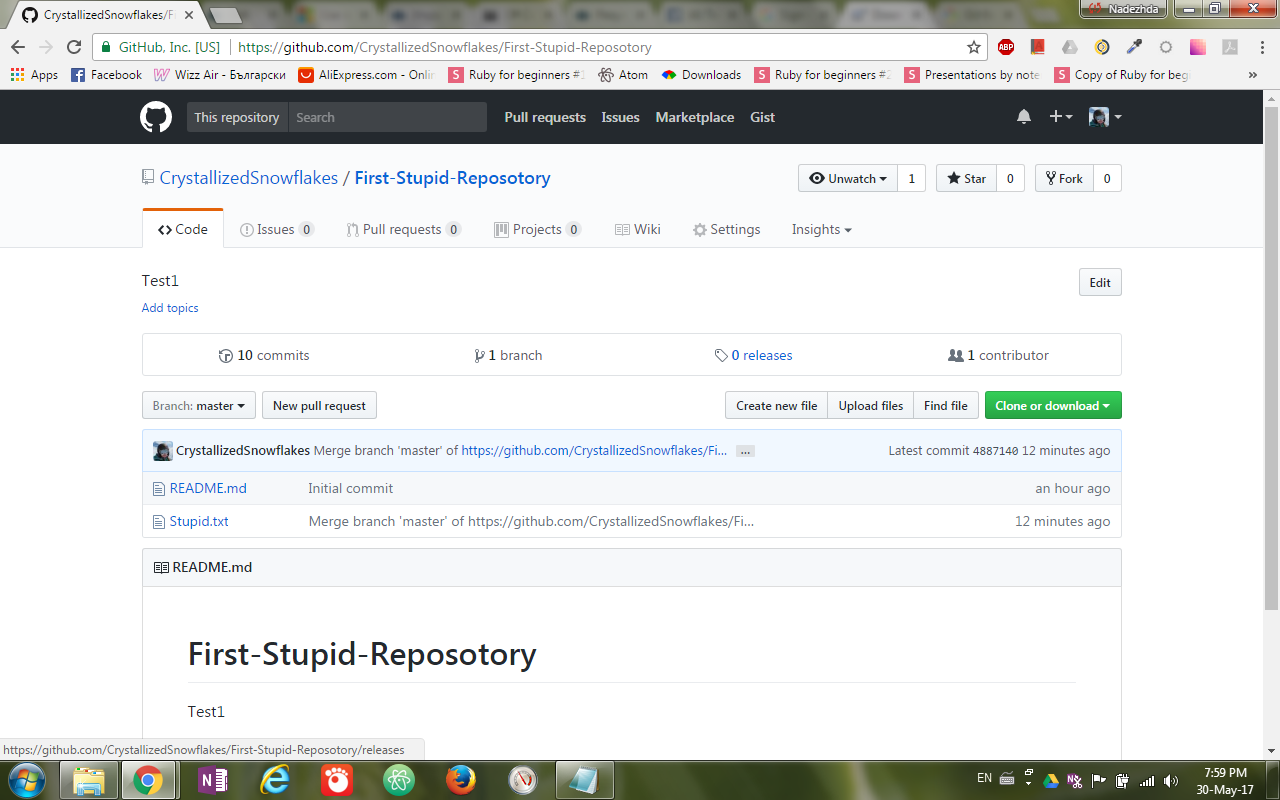 CrystallizedSnowflakes/Fi
Nadezhda
GitHub, Inc. [US] https://github.com/CrystallizedSnowflakes/First-Stupid-Reposotory
ABP
Apps Facebook Wizz Air - Български AliExpress.com - Onlin Ruby for beginners #1 Atom Downloads Ruby for beginners #2 Presentations by note Copy of Ruby for beg »
This repository Search Pull requests Issues Marketplace Gist
CrystallizedSnowflakes / First-Stupid-Reposotory
Unwatch 1 Star 0 Fork 0
Code Issues 0 Pull requests 0 Projects 0 Wiki Settings Insights
Test1
Edit
Add topics
10 commits 1 branch 0 releases 1 contributor
Branch: master New pull request Create new file Upload files Find file Clone or download
CrystallizedSnowflakes Merge branch 'master' of https://github.com/CrystallizedSnowflakes/Fi... ... Latest commit 4887140 12 minutes ago
README.md Initial commit an hour ago
Stupid.txt Merge branch 'master' of https://github.com/CrystallizedSnowflakes/Fi... 12 minutes ago
README.md
First-Stupid-Reposotory
Test1
https://github.com/CrystallizedSnowflakes/First-Stupid-Reposotory/releases
EN
7:59 PM
30-May-17